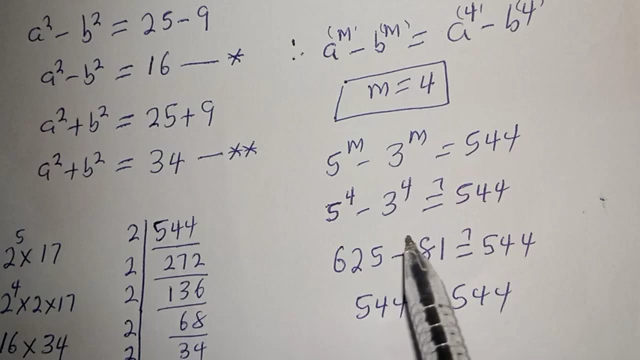 a² - b² = 25 - 9
a² - b² = 16 — *
a² + b² = 25 + 9
a² + b² = 34 — **
2⁵ × 17
2⁴ × 2 × 17
16 × 34
2 | 544
2 | 272
2 | 136
2 | 68
2 | 34
∴ a⁽ᵐ⁾ - b⁽ᵐ⁾ = a⁽⁴⁾ - b⁽⁴⁾
m = 4
5ᵐ - 3ᵐ = 544
5⁴ - 3⁴ ≟ 544
625 - 81 ≟ 544
544 544